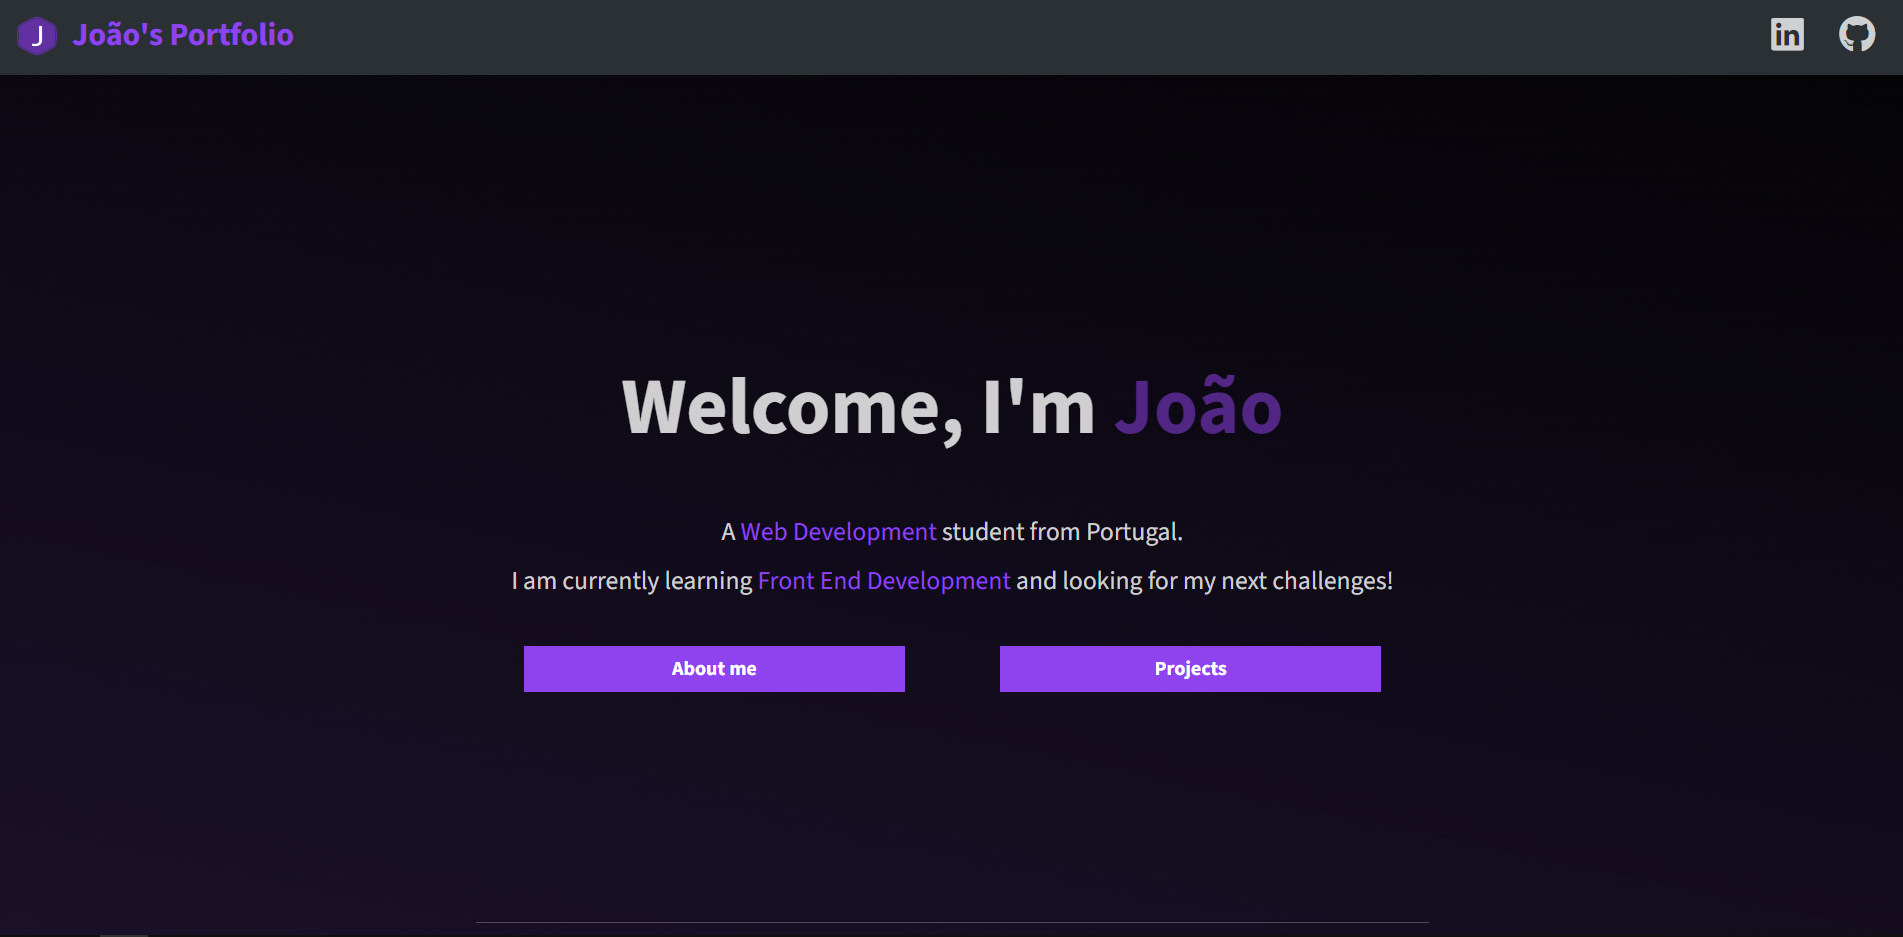 J João's Portfolio in
Welcome, I'm João
A Web Development student from Portugal.
I am currently learning Front End Development and looking for my next challenges!
About me Projects